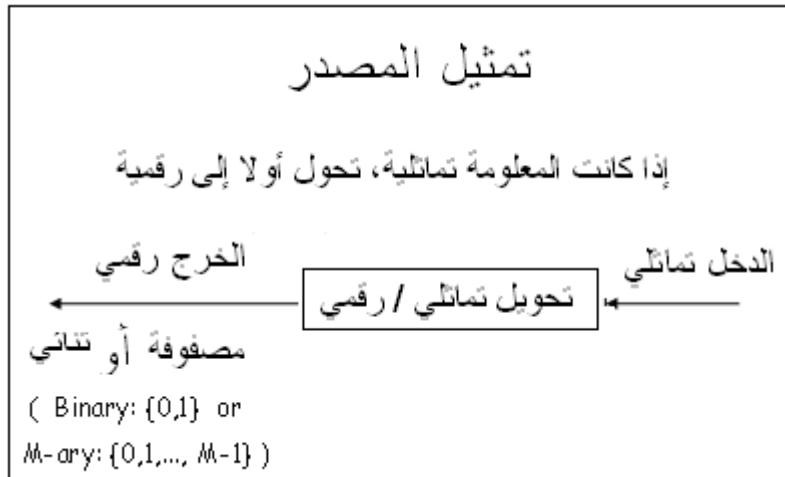 تمثيل المصدر
إذا كانت المعلومة تماثلية، تحول أولا إلى رقمية
الدخل تماثلي
تحويل تماثلي / رقمي
الخرج رقمي
مصفوفة أو ثنائي
( Binary: {0,1} or
M-ary: {0,1,..., M-1} )